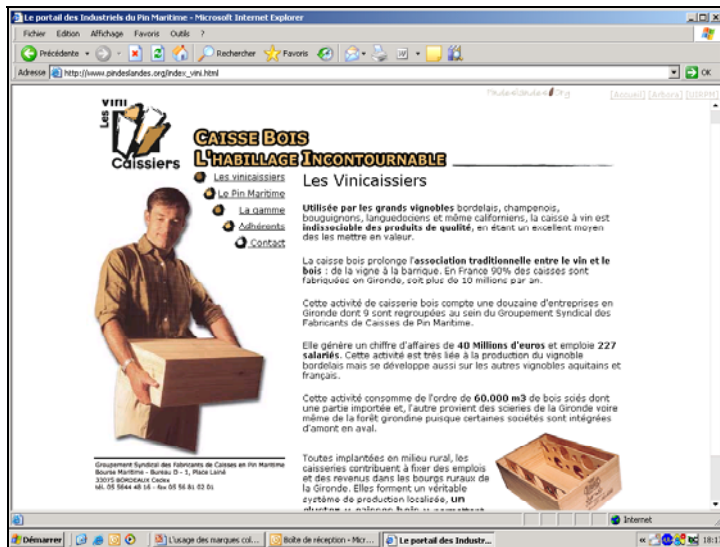 Le portail des Industriels du Pin Maritime - Microsoft Internet Explorer
Fichier Edition Affichage Favoris Outils ?
Précédente Rechercher Favoris
Adresse http://www.pindeslandes.org/index_vini.html OK
[Accueil] [Arbora] [USRPM]
Les VINI
Caissiers
CAISSE BOIS
L'HABILLAGE INCONTOURNABLE
Les vinicaissiers
Le Pin Maritime
La gamme
Adhérents
Contact
Les Vinicaissiers
Utilisée par les grands vignobles bordelais, champenois,
bouguignons, languedociens et même californiens, la caisse à vin est
indissociable des produits de qualité, en étant un excellent moyen
des les mettre en valeur.
La caisse bois prolonge l'association traditionnelle entre le vin et le
bois : de la vigne à la barrique. En France 90% des caisses sont
fabriquées en Gironde, soit plus de 10 millions par an.
Cette activité de caisserie bois compte une douzaine d'entreprises en
Gironde dont 9 sont regroupées au sein du Groupement Syndical des
Fabricants de Caisses de Pin Maritime.
Elle génère un chiffre d'affaires de 40 Millions d'euros et emploie 227
salariés. Cette activité est très liée à la production du vignoble
bordelais mais se développe aussi sur les autres vignobles aquitains et
français.
Cette activité consomme de l'ordre de 60.000 m3 de bois sciés dont
une partie importée et, l'autre provient des scieries de la Gironde voire
même de la forêt girondine puisque certaines sociétés sont intégrées
d'amont en aval.
Toutes implantées en milieu rural, les
caisseries contribuent à fixer des emplois
et des revenus dans les bourgs ruraux de
la Gironde. Elles forment un véritable
système de production localisée, un
Groupement Syndical des Fabricants de Caisses en Pin Maritime
Bourse Maritime - Bureau D - 1, Place Lainé
33075 BORDEAUX Cedex
tél. 05 5644 48 16 - fax 05 56 81 02 01
Internet
Démarrer L'usage des marques col... Boîte de réception - Micr... Le portail des Industr...